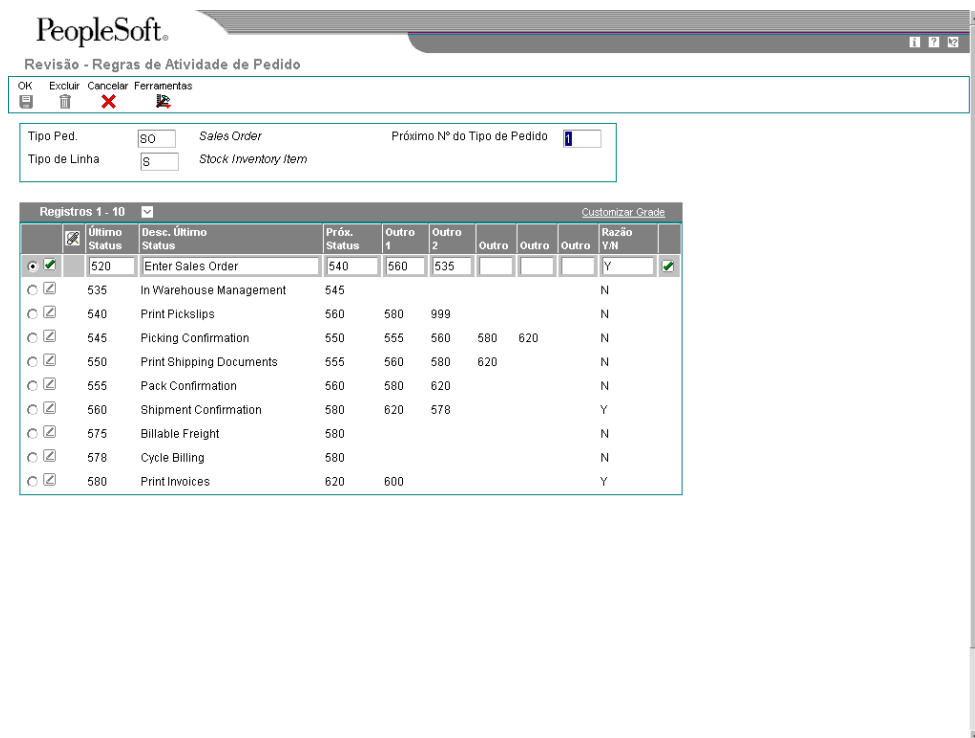 PeopleSoft.
Revisão - Regras de Atividade de Pedido
OK Excluir Cancelar Ferramentas
Tipo Ped. SO Sales Order Próximo Nº do Tipo de Pedido 1
Tipo de Linha S Stock Inventory Item
Registros 1 - 10 Customizar Grade
Último Status Desc. Último Status Próx. Status Outro 1 Outro 2 Outro Outro Outro Razão Y/N
520 Enter Sales Order 540 560 535 Y
535 In Warehouse Management 545 N
540 Print Pickslips 560 580 999 N
545 Picking Confirmation 550 555 560 580 620 N
550 Print Shipping Documents 555 560 580 620 N
555 Pack Confirmation 560 580 620 N
560 Shipment Confirmation 580 620 578 Y
575 Billable Freight 580 N
578 Cycle Billing 580 N
580 Print Invoices 620 600 Y